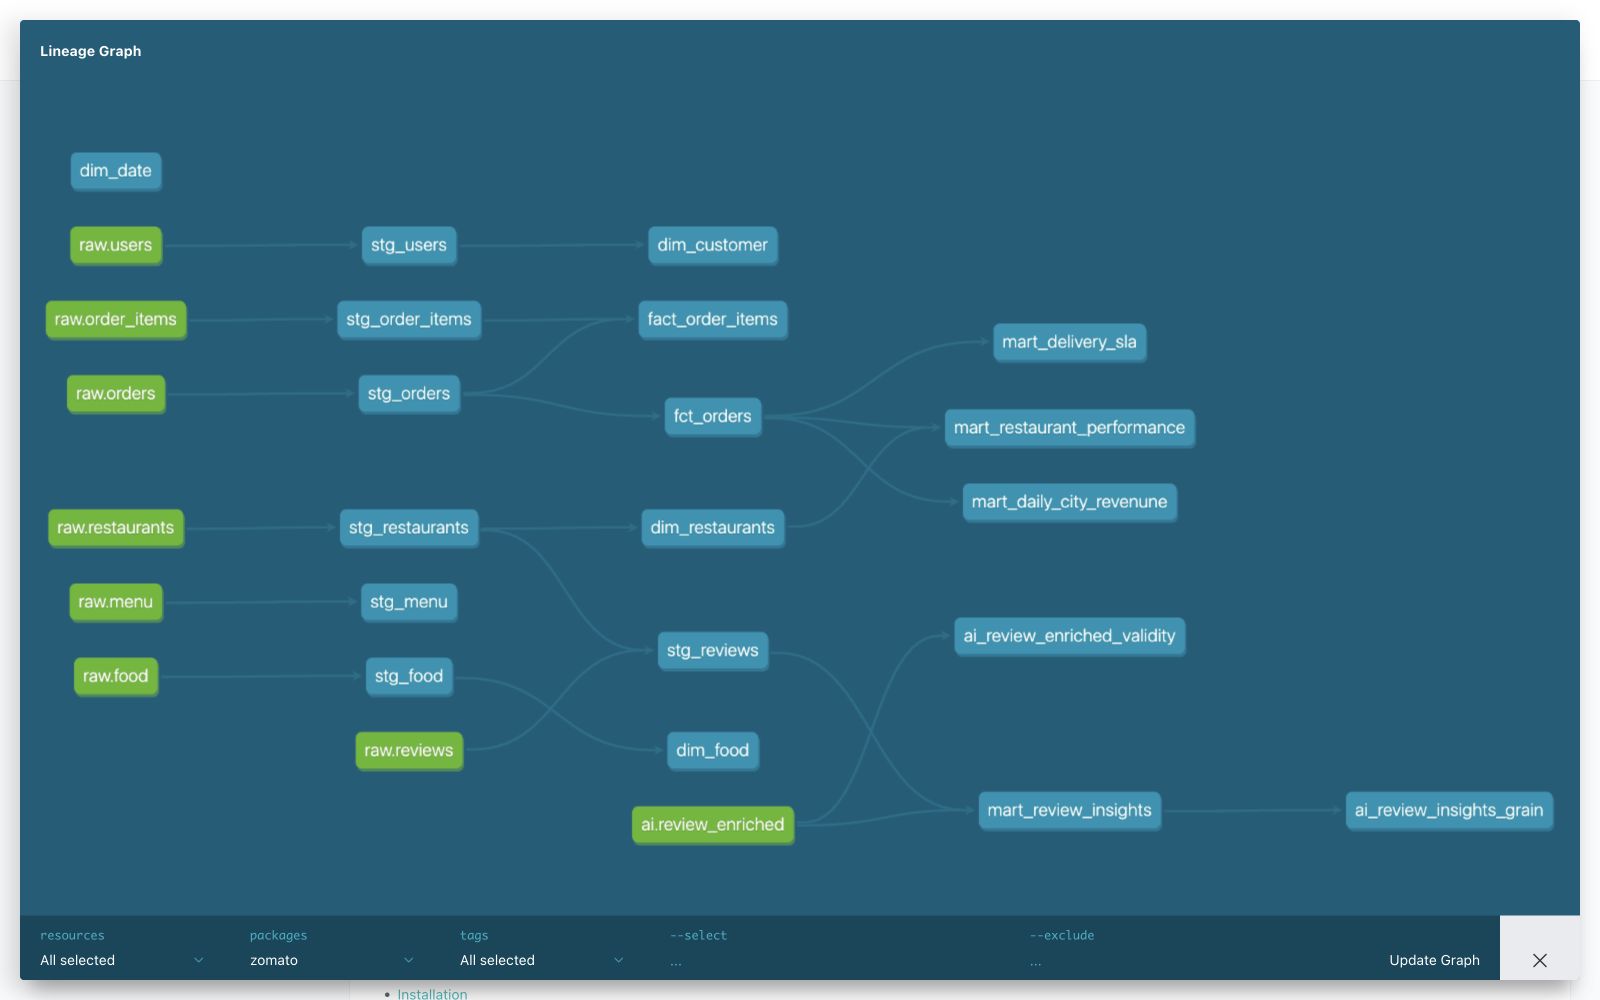 Lineage Graph
dim_date
raw.users
stg_users
dim_customer
raw.order_items
stg_order_items
fact_order_items
mart_delivery_sla
raw.orders
stg_orders
fct_orders
mart_restaurant_performance
mart_daily_city_revenune
raw.restaurants
stg_restaurants
dim_restaurants
raw.menu
stg_menu
ai_review_enriched_validity
stg_reviews
raw.food
stg_food
raw.reviews
dim_food
ai.review_enriched
mart_review_insights
ai_review_insights_grain
resources
All selected
packages
zomato
tags
All selected
--select
...
--exclude
...
Update Graph
Installation